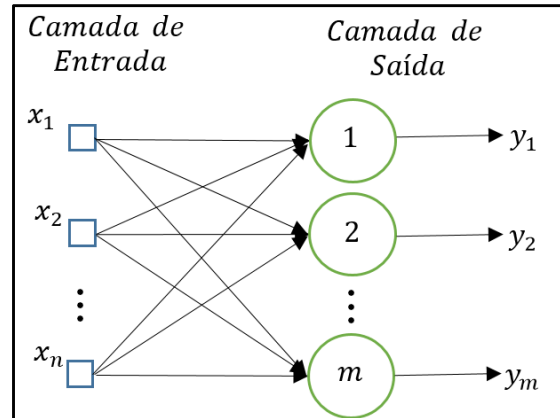 Camada de
Entrada
Camada de
Saída
x₁
1
y₁
x₂
2
y₂
⋮
⋮
xₙ
m
yₘ